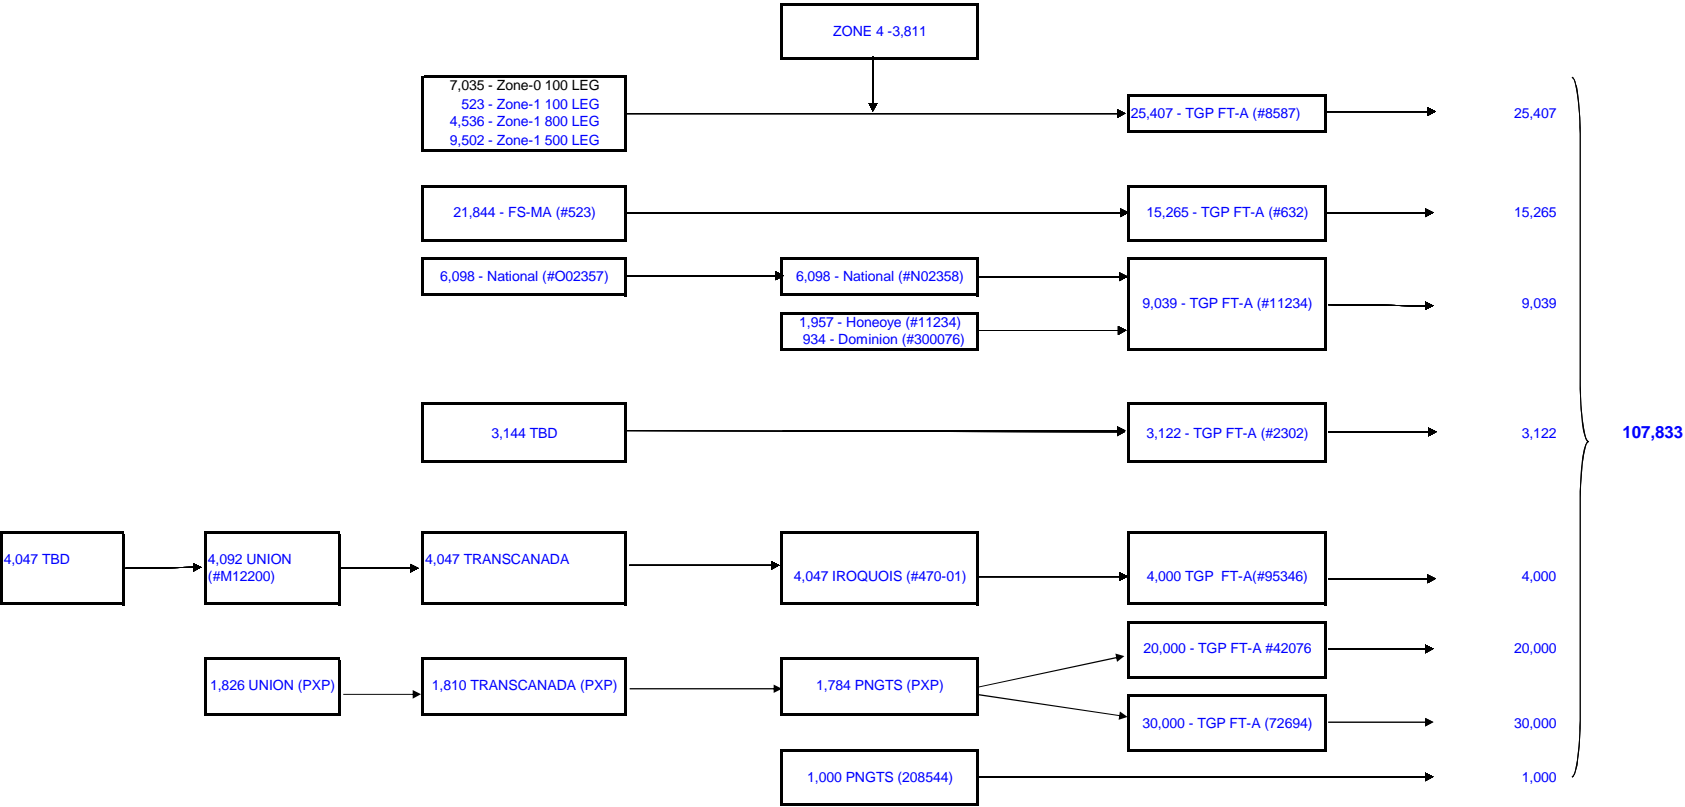 ZONE 4 -3,811
7,035 - Zone-0 100 LEG
523 - Zone-1 100 LEG
4,536 - Zone-1 800 LEG
9,502 - Zone-1 500 LEG
25,407 - TGP FT-A (#8587)
25,407
21,844 - FS-MA (#523)
15,265 - TGP FT-A (#632)
15,265
6,098 - National (#O02357)
6,098 - National (#N02358)
1,957 - Honeoye (#11234)
934 - Dominion (#300076)
9,039 - TGP FT-A (#11234)
9,039
3,144 TBD
3,122 - TGP FT-A (#2302)
3,122
107,833
4,047 TBD
4,092 UNION
(#M12200)
4,047 TRANSCANADA
4,047 IROQUOIS (#470-01)
4,000 TGP  FT-A(#95346)
4,000
1,826 UNION (PXP)
1,810 TRANSCANADA (PXP)
1,784 PNGTS (PXP)
20,000 - TGP FT-A #42076
20,000
30,000 - TGP FT-A (72694)
30,000
1,000 PNGTS (208544)
1,000